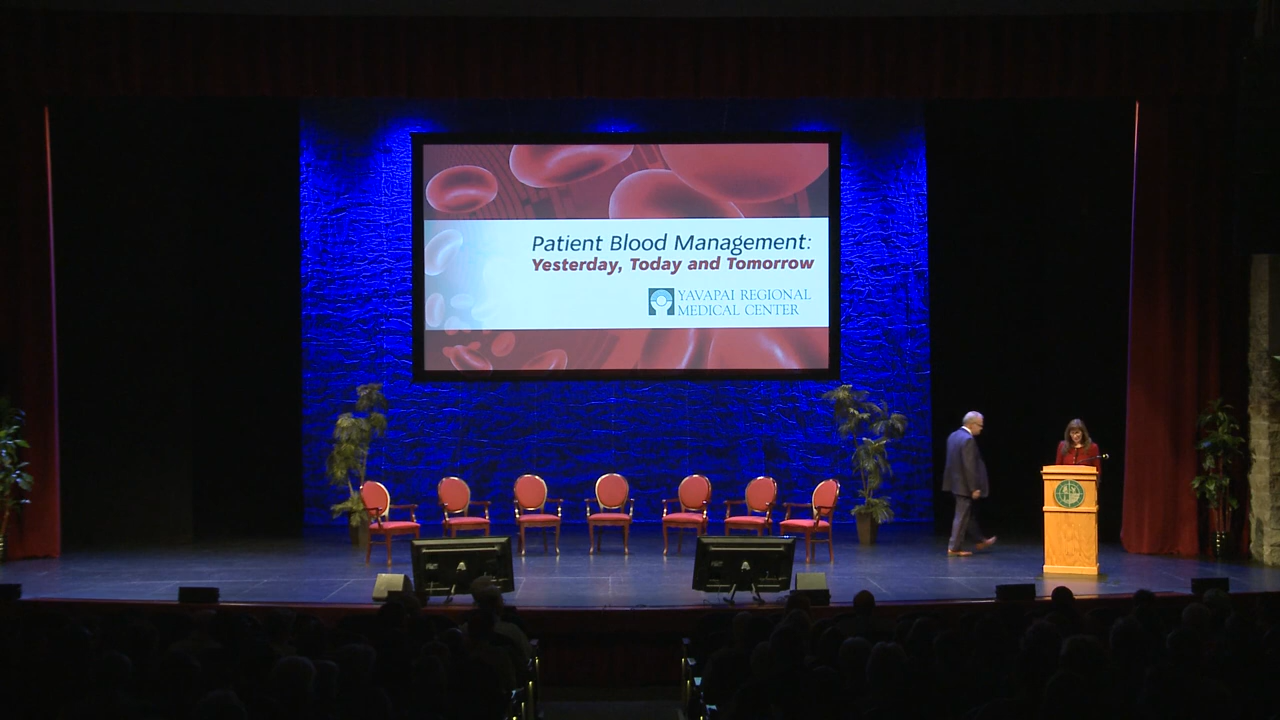 Patient Blood Management:
Yesterday, Today and Tomorrow
YAVAPAI REGIONAL
MEDICAL CENTER